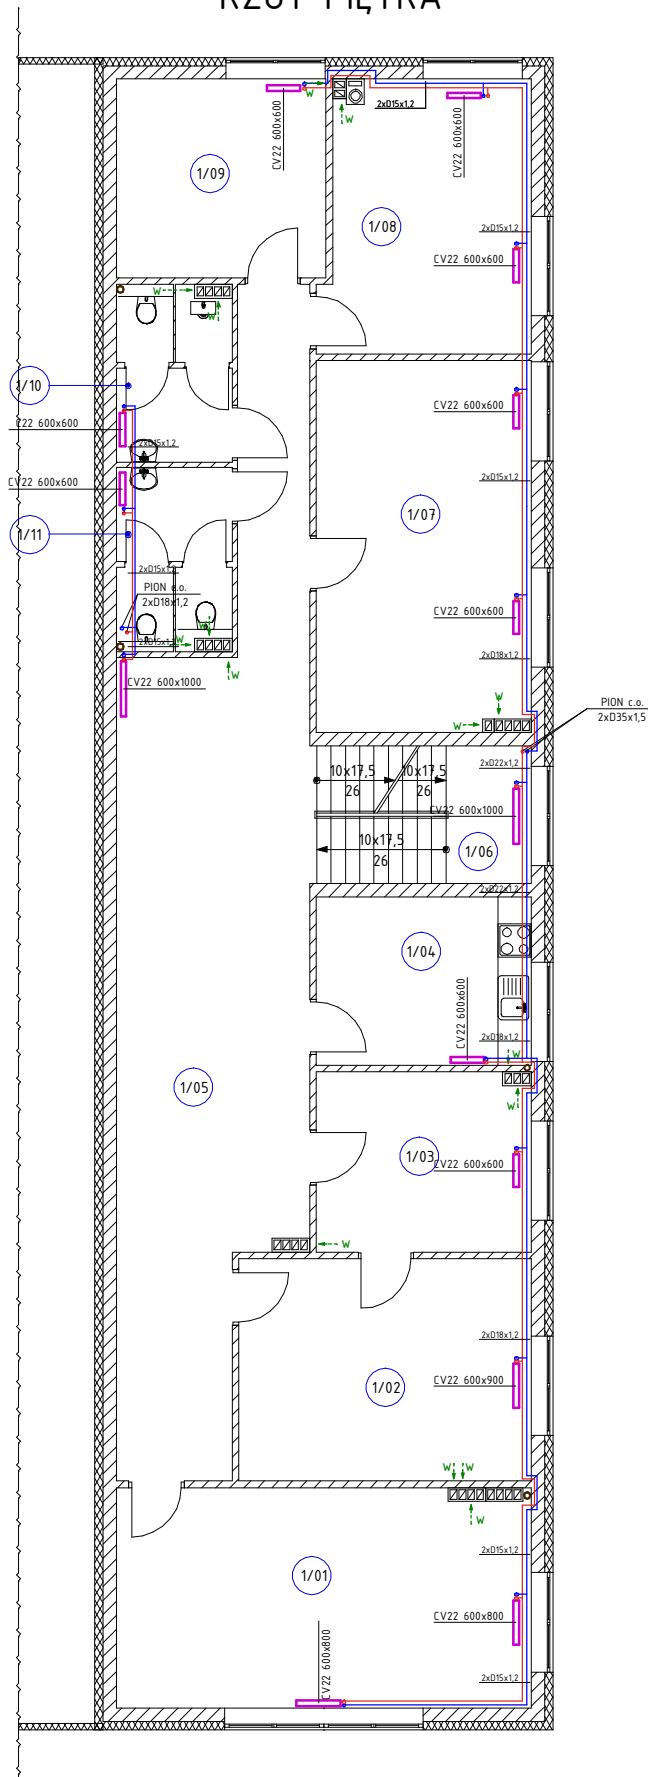 RZUT PIĘTRA
CV22 600x600
W
W
2xD15x1,2
CV22 600x600
1/09
1/08
2xD15x1,2
CV22 600x600
W
W
1/10
CV22 600x600
C22 600x600
2xD15x1,2
2xD15x1,2
CV22 600x600
1/07
1/11
2xD15x1,2
PION c.o.
2xD18x1,2
CV22 600x600
W
2xD15x1,2
W
2xD18x1,2
W
CV22 600x1000
W
W
PION c.o.
2xD35x1,5
2xD22x1,2
10x17,5
26
10x17,5
26
CV22 600x1000
10x17,5
26
1/06
2xD22x1,2
1/04
CV22 600x600
2xD18x1,2
W
1/05
W
1/03
CV22 600x600
W
2xD18x1,2
1/02
CV22 600x900
W W
W
2xD15x1,2
1/01
CV22 600x800
CV22 600x800
2xD15x1,2